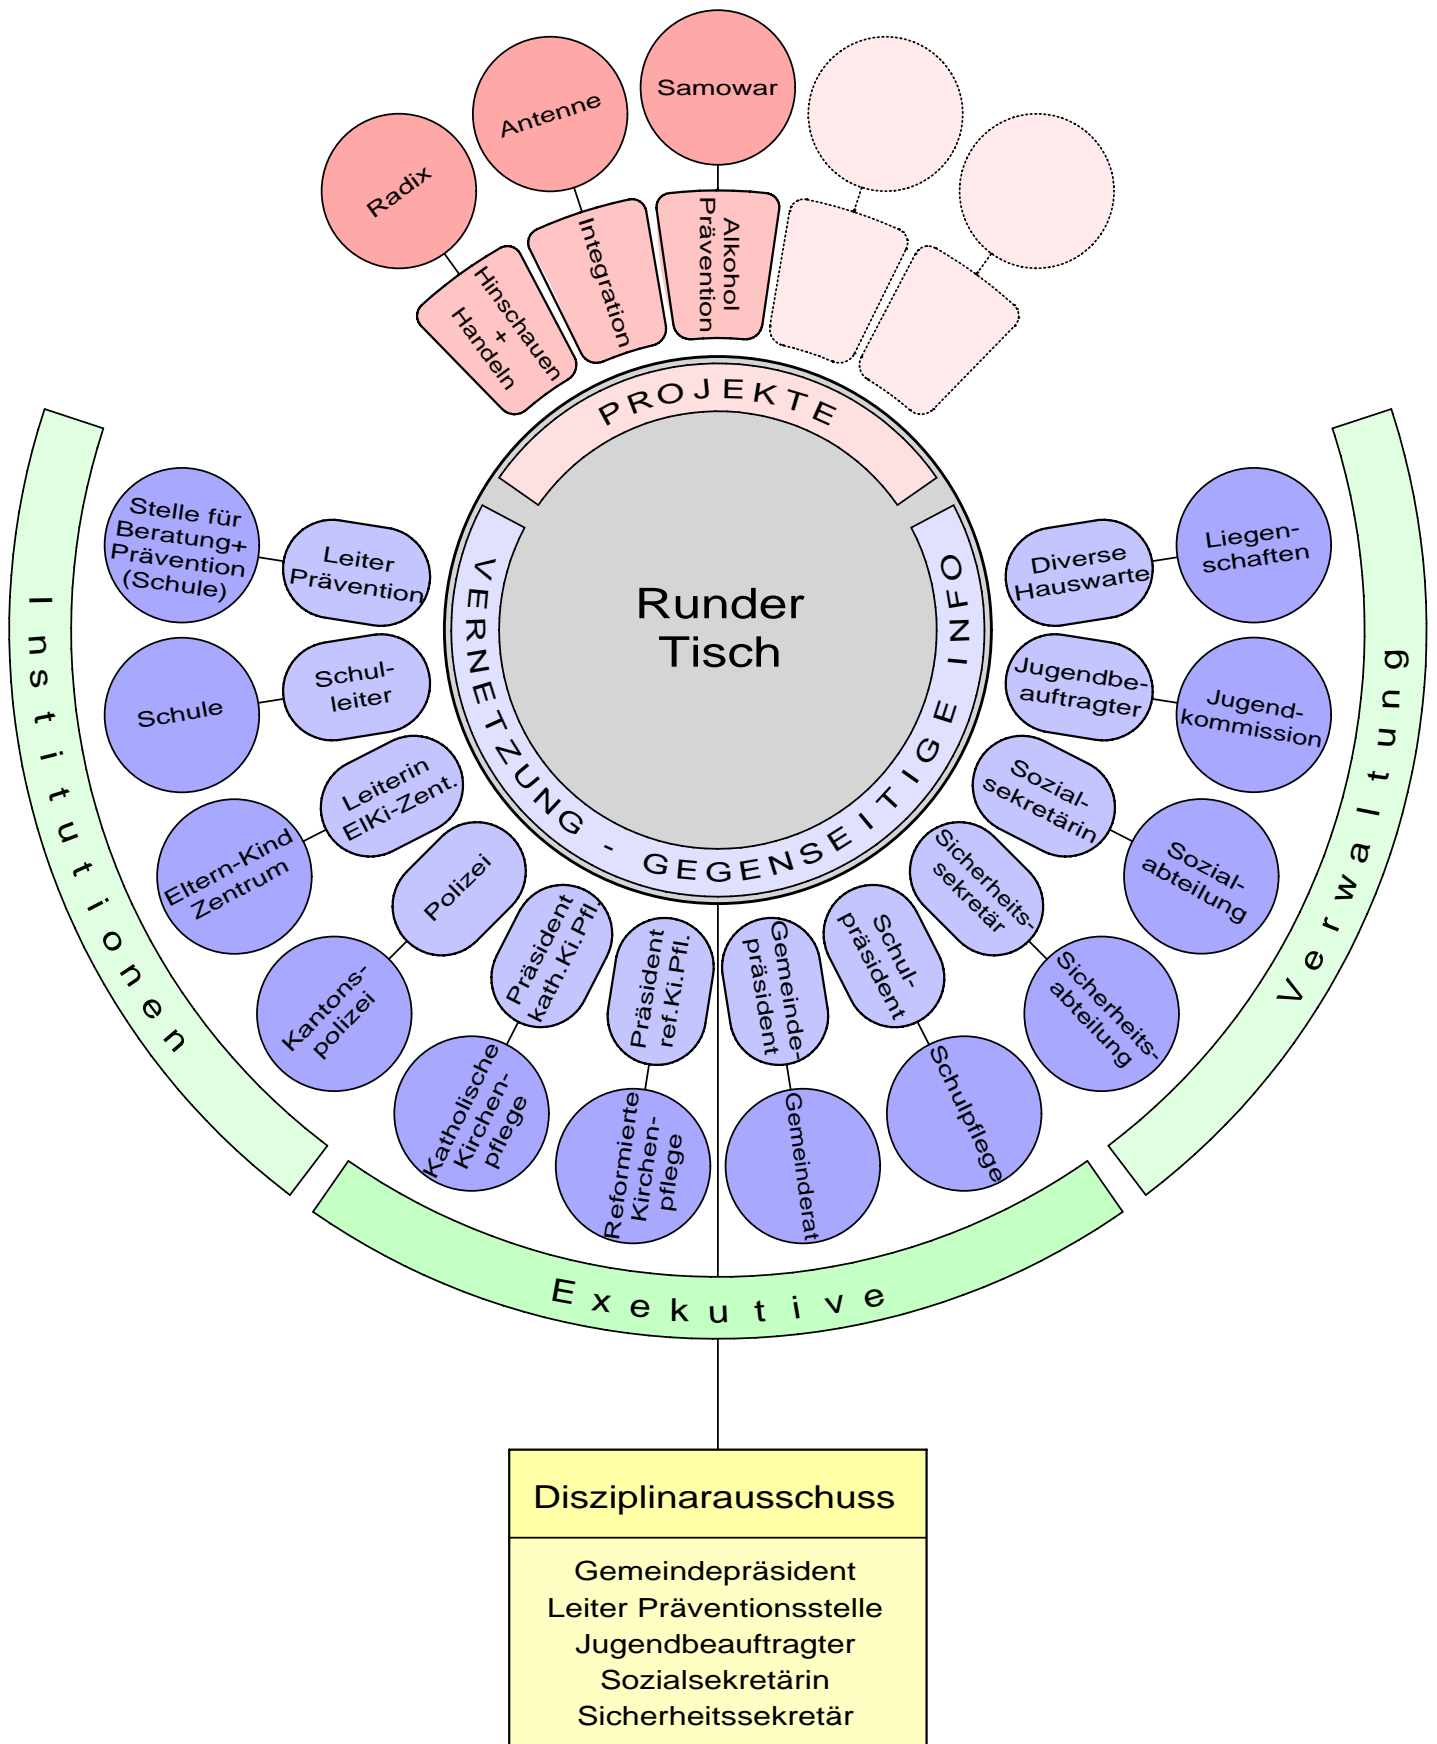 Samowar
Antenne
Radix
Alkohol
Prävention
Integration
Hinschauen
+
Handeln
PROJEKTE
Runder
Tisch
VERNETZUNG - GEGENSEITIGE INFO
Institutionen
Stelle für
Beratung+
Prävention
(Schule)
Leiter
Prävention
Schule
Schul-
leiter
Eltern-Kind
Zentrum
Leiterin
ElKi-Zent.
Kantons-
polizei
Polizei
Katholische
Kirchen-
pflege
Präsident
kath.Ki.Pfl.
Reformierte
Kirchen-
pflege
Präsident
ref.Ki.Pfl.
Gemeinde-
präsident
Gemeinderat
Schul-
präsident
Schulpflege
Sicherheits-
sekretär
Sicherheits-
abteilung
Sozial-
sekretärin
Sozial-
abteilung
Jugendbe-
auftragter
Jugend-
kommission
Diverse
Hauswarte
Liegen-
schaften
Verwaltung
Exekutive
Disziplinarausschuss
Gemeindepräsident
Leiter Präventionsstelle
Jugendbeauftragter
Sozialsekretärin
Sicherheitssekretär